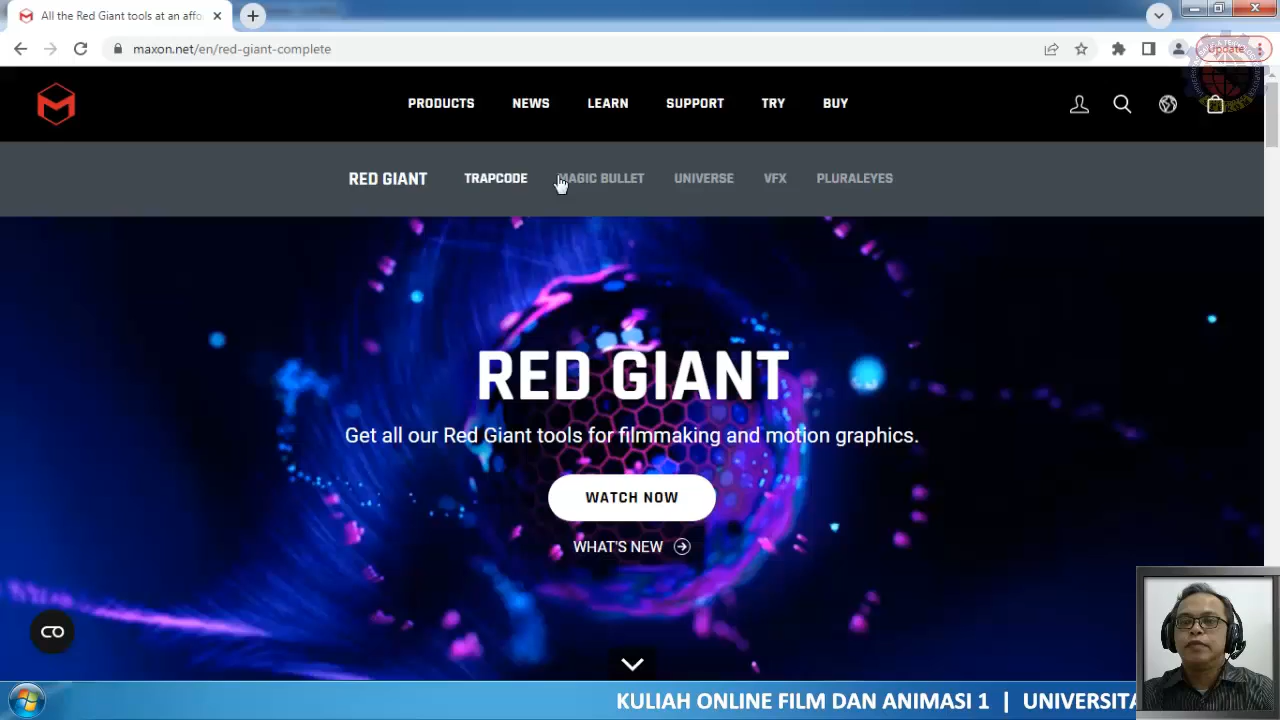 All the Red Giant tools at an affo
maxon.net/en/red-giant-complete
Update
PRODUCTS NEWS LEARN SUPPORT TRY BUY
RED GIANT TRAPCODE MAGIC BULLET UNIVERSE VFX PLURALEYES
RED GIANT
Get all our Red Giant tools for filmmaking and motion graphics.
WATCH NOW
WHAT'S NEW
KULIAH ONLINE FILM DAN ANIMASI 1 | UNIVERSITA